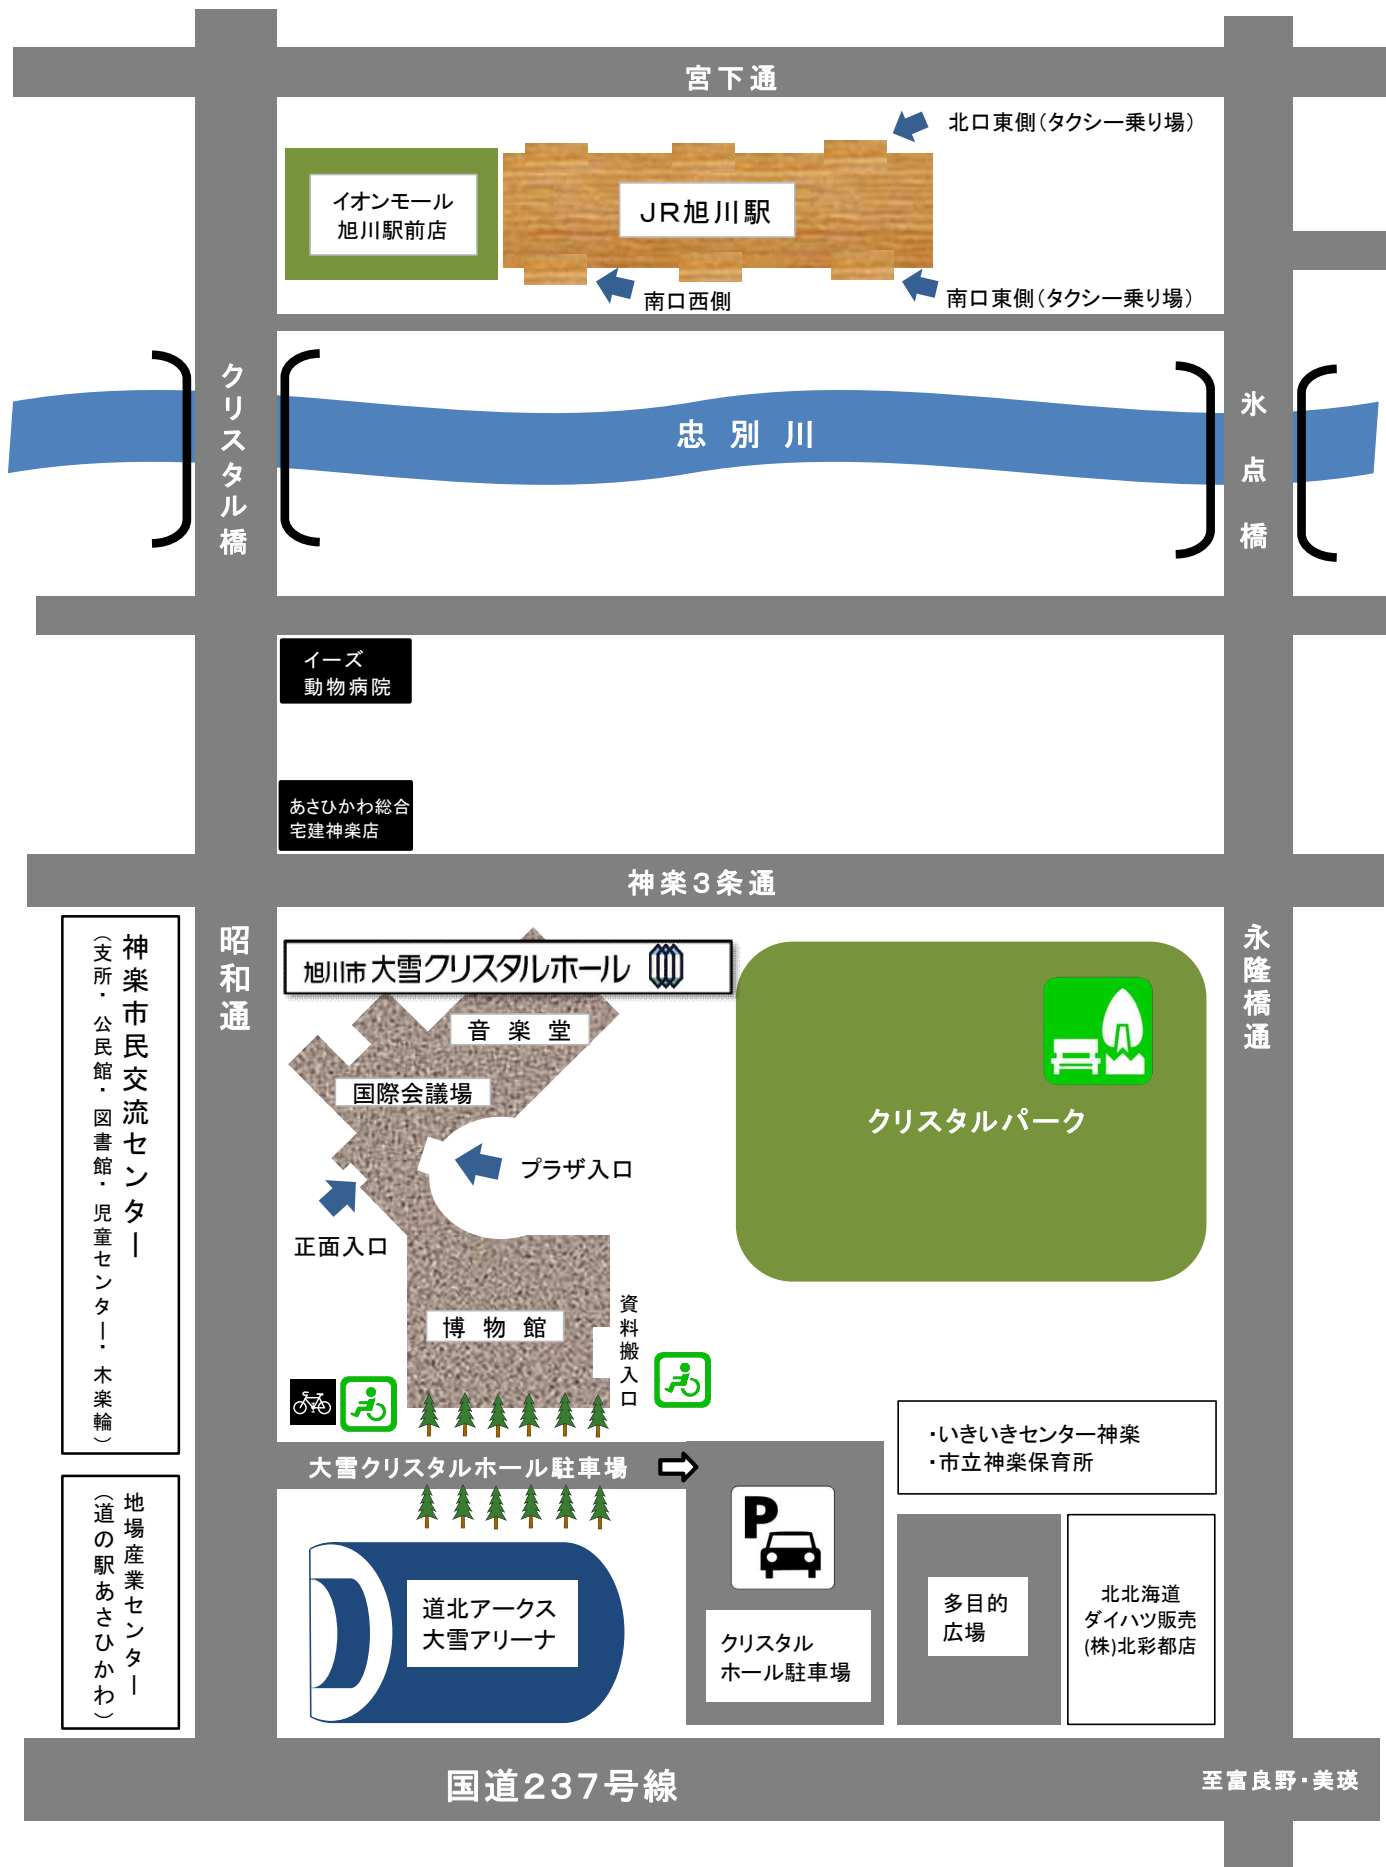 宮下通
北口東側（タクシー乗り場）
イオンモール
旭川駅前店
ＪＲ旭川駅
南口西側
南口東側（タクシー乗り場）
クリスタル橋
忠別川
氷点橋
イーズ
動物病院
あさひかわ総合
宅建神楽店
神楽３条通
神楽市民交流センター
（支所・公民館・図書館・児童センター・木楽輪）
昭和通
旭川市大雪クリスタルホール
音楽堂
国際会議場
プラザ入口
正面入口
博物館
資料搬入口
クリスタルパーク
永隆橋通
大雪クリスタルホール駐車場
・いきいきセンター神楽
・市立神楽保育所
地場産業センター
（道の駅あさひかわ）
道北アークス
大雪アリーナ
P
クリスタル
ホール駐車場
多目的
広場
北北海道
ダイハツ販売
(株)北彩都店
国道２３７号線
至富良野・美瑛